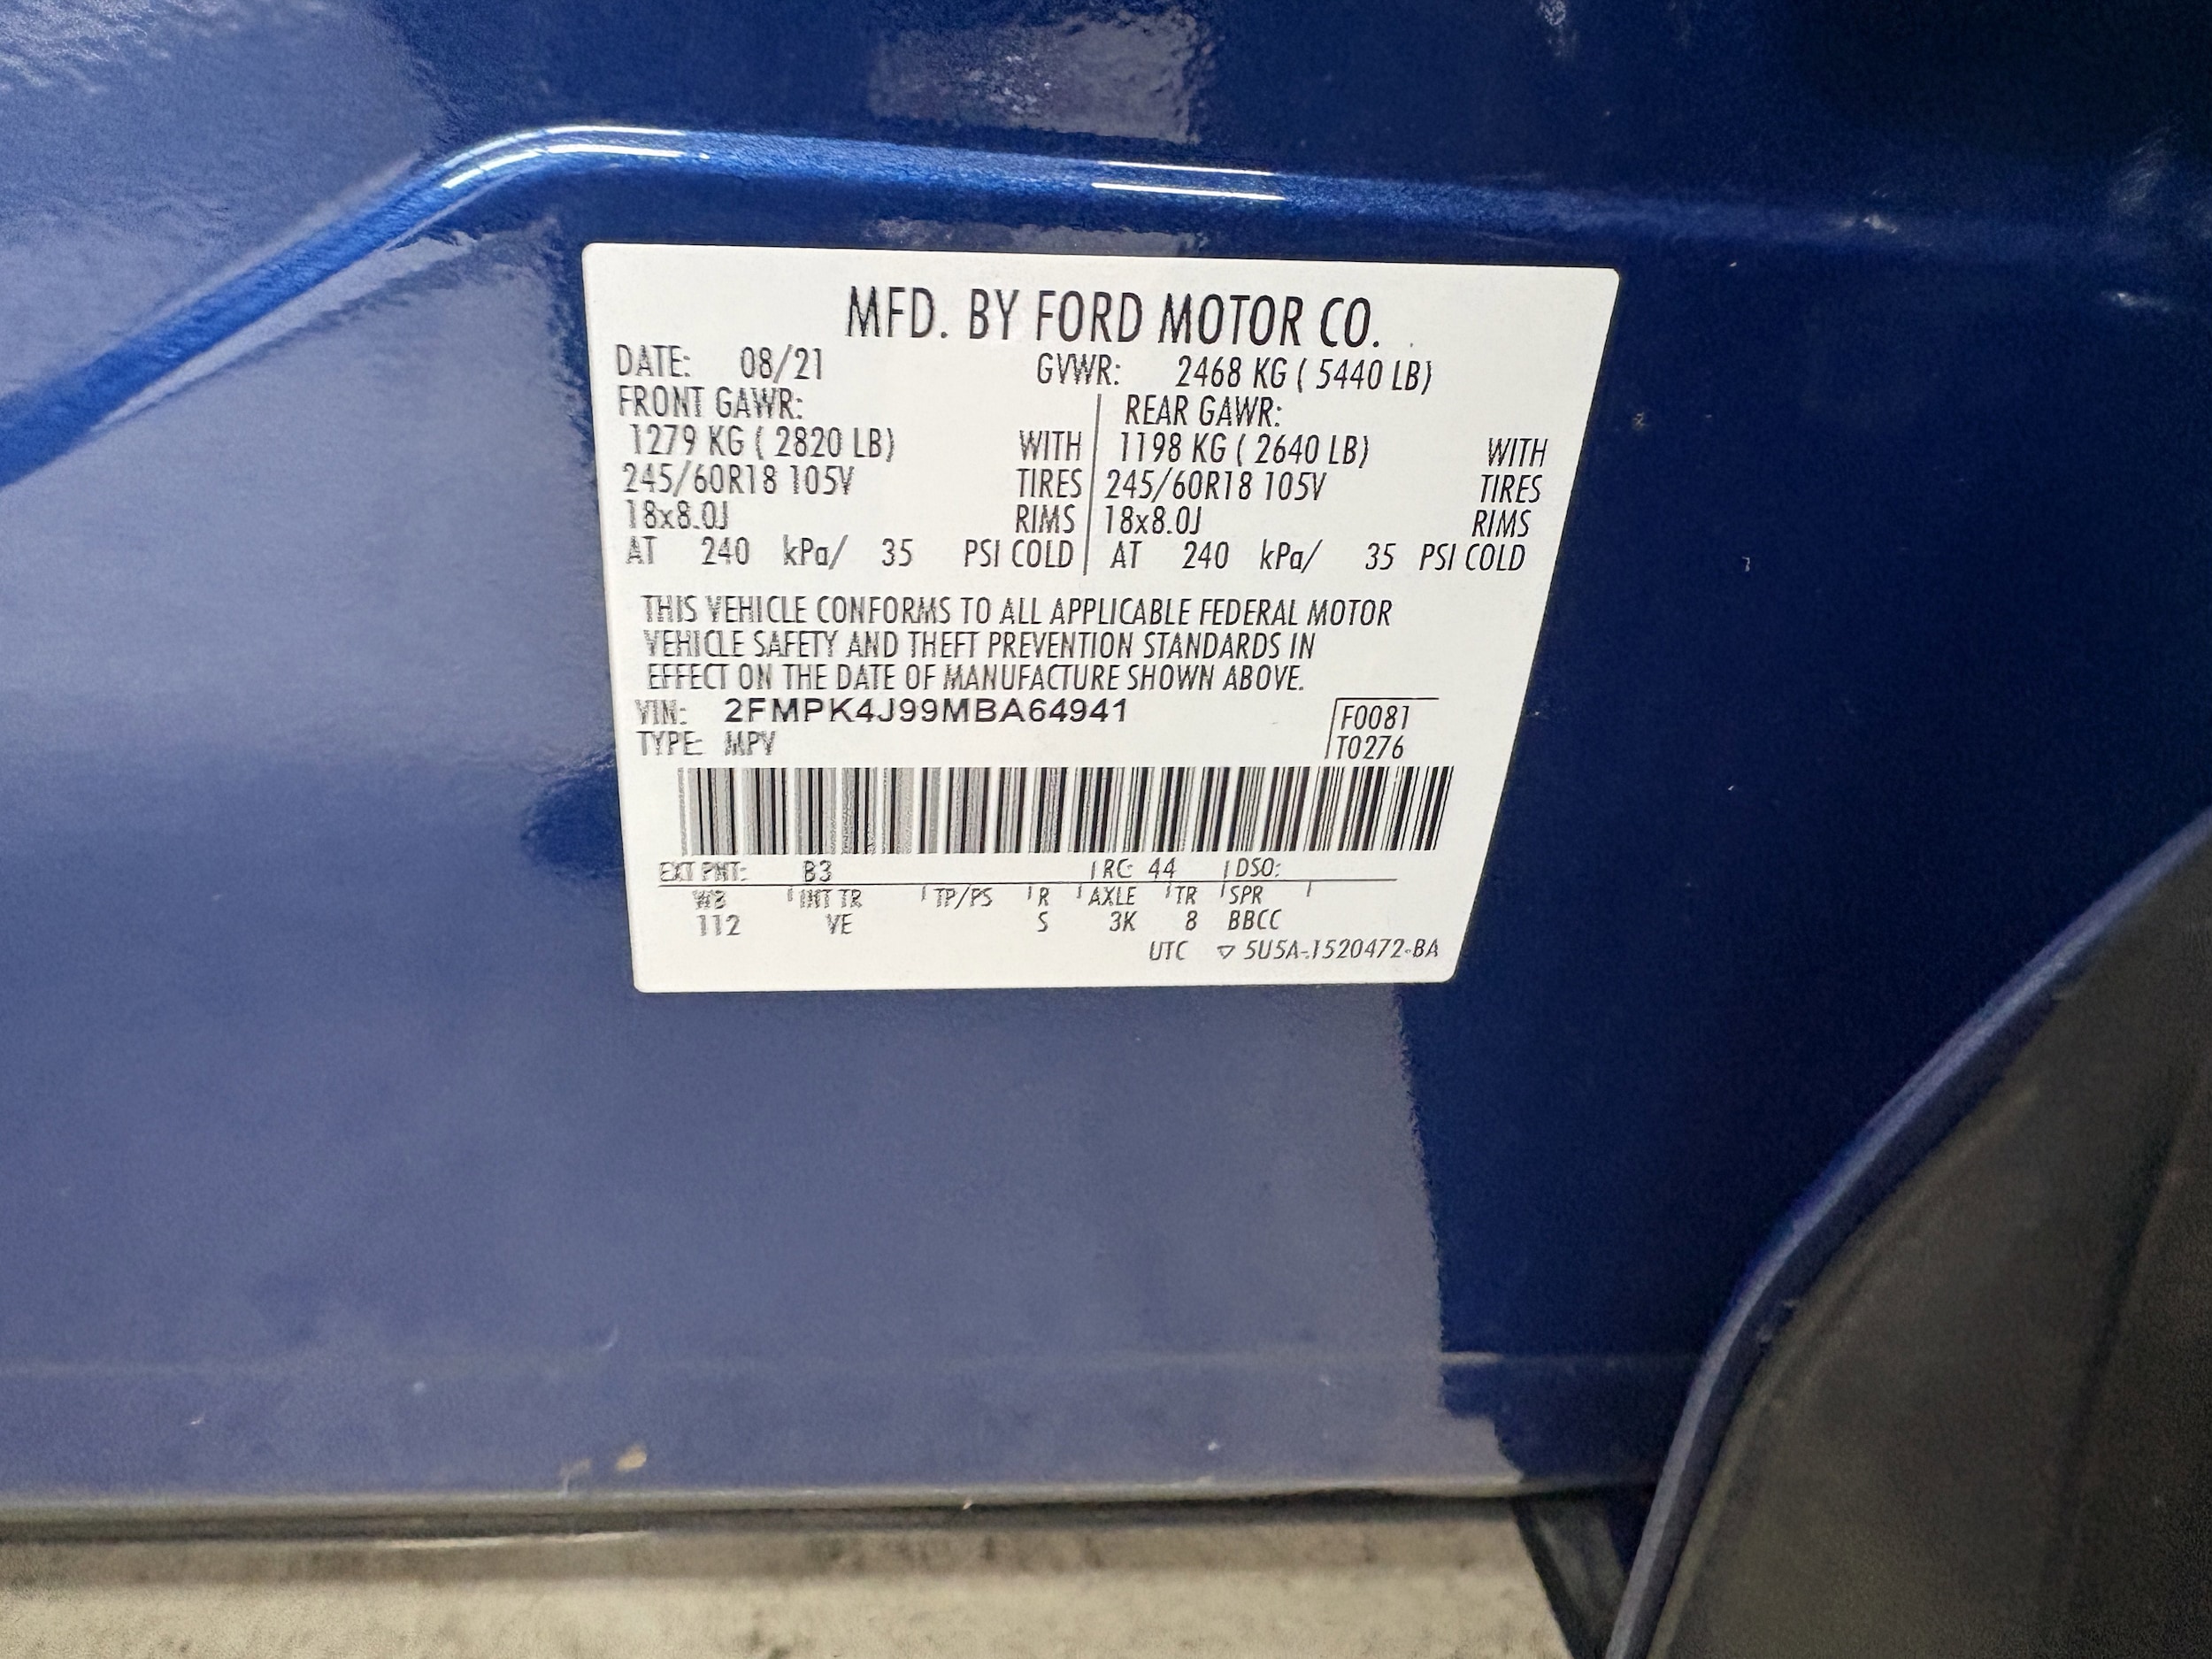 MFD. BY FORD MOTOR CO.
DATE: 08/21 GVWR: 2468 KG ( 5440 LB)
FRONT GAWR: REAR GAWR:
1279 KG ( 2820 LB) WITH 1198 KG ( 2640 LB) WITH
245/60R18 105V TIRES 245/60R18 105V TIRES
18x8.0J RIMS 18x8.0J RIMS
AT 240 kPa/ 35 PSI COLD AT 240 kPa/ 35 PSI COLD
THIS VEHICLE CONFORMS TO ALL APPLICABLE FEDERAL MOTOR
VEHICLE SAFETY AND THEFT PREVENTION STANDARDS IN
EFFECT ON THE DATE OF MANUFACTURE SHOWN ABOVE.
VIN: 2FMPK4J99MBA64941 F0081
TYPE: MPV T0276
EXT PNT: B3 RC: 44 DSO:
WB INT TR TP/PS R AXLE TR SPR
112 VE S 3K 8 BBCC
UTC ▽ 5U5A-1520472-BA